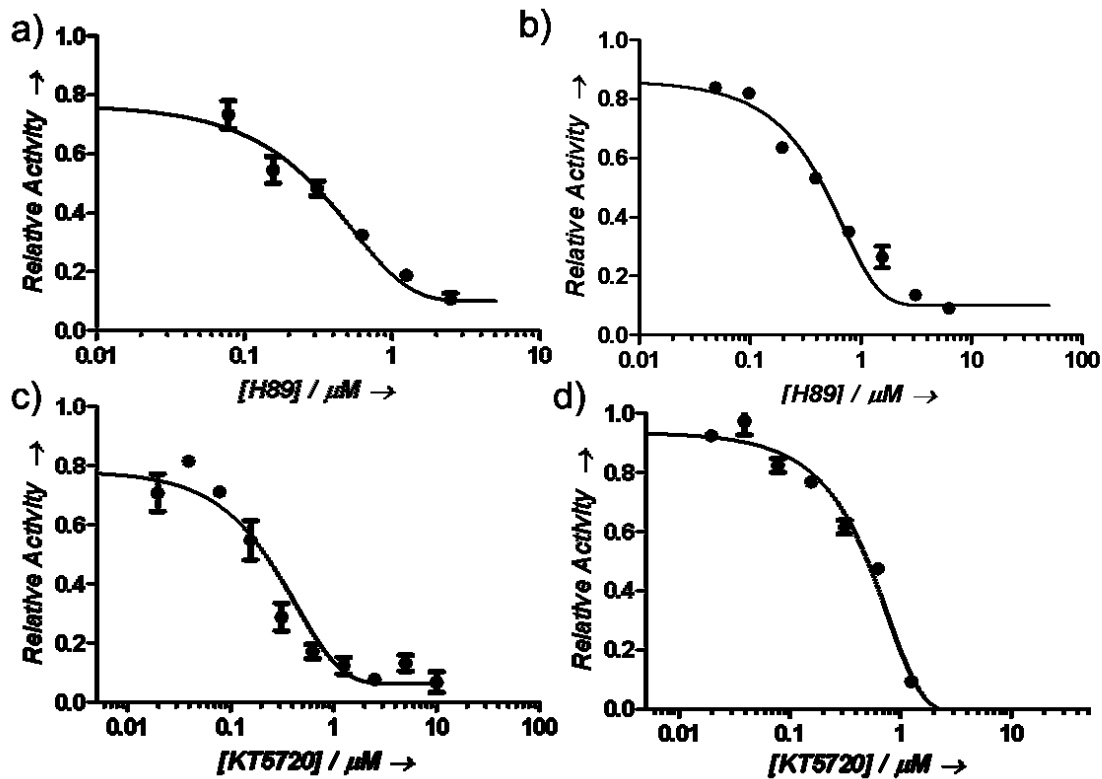 a)
Relative Activity →
1.0
0.8
0.6
0.4
0.2
0.0
0.01 0.1 1 10
[H89] / μM →
b)
Relative Activity →
1.0
0.8
0.6
0.4
0.2
0.0
0.01 0.1 1 10 100
[H89] / μM →
c)
Relative Activity →
1.0
0.8
0.6
0.4
0.2
0.0
0.01 0.1 1 10 100
[KT5720] / μM →
d)
Relative Activity →
1.0
0.8
0.6
0.4
0.2
0.0
0.01 0.1 1 10
[KT5720] / μM →